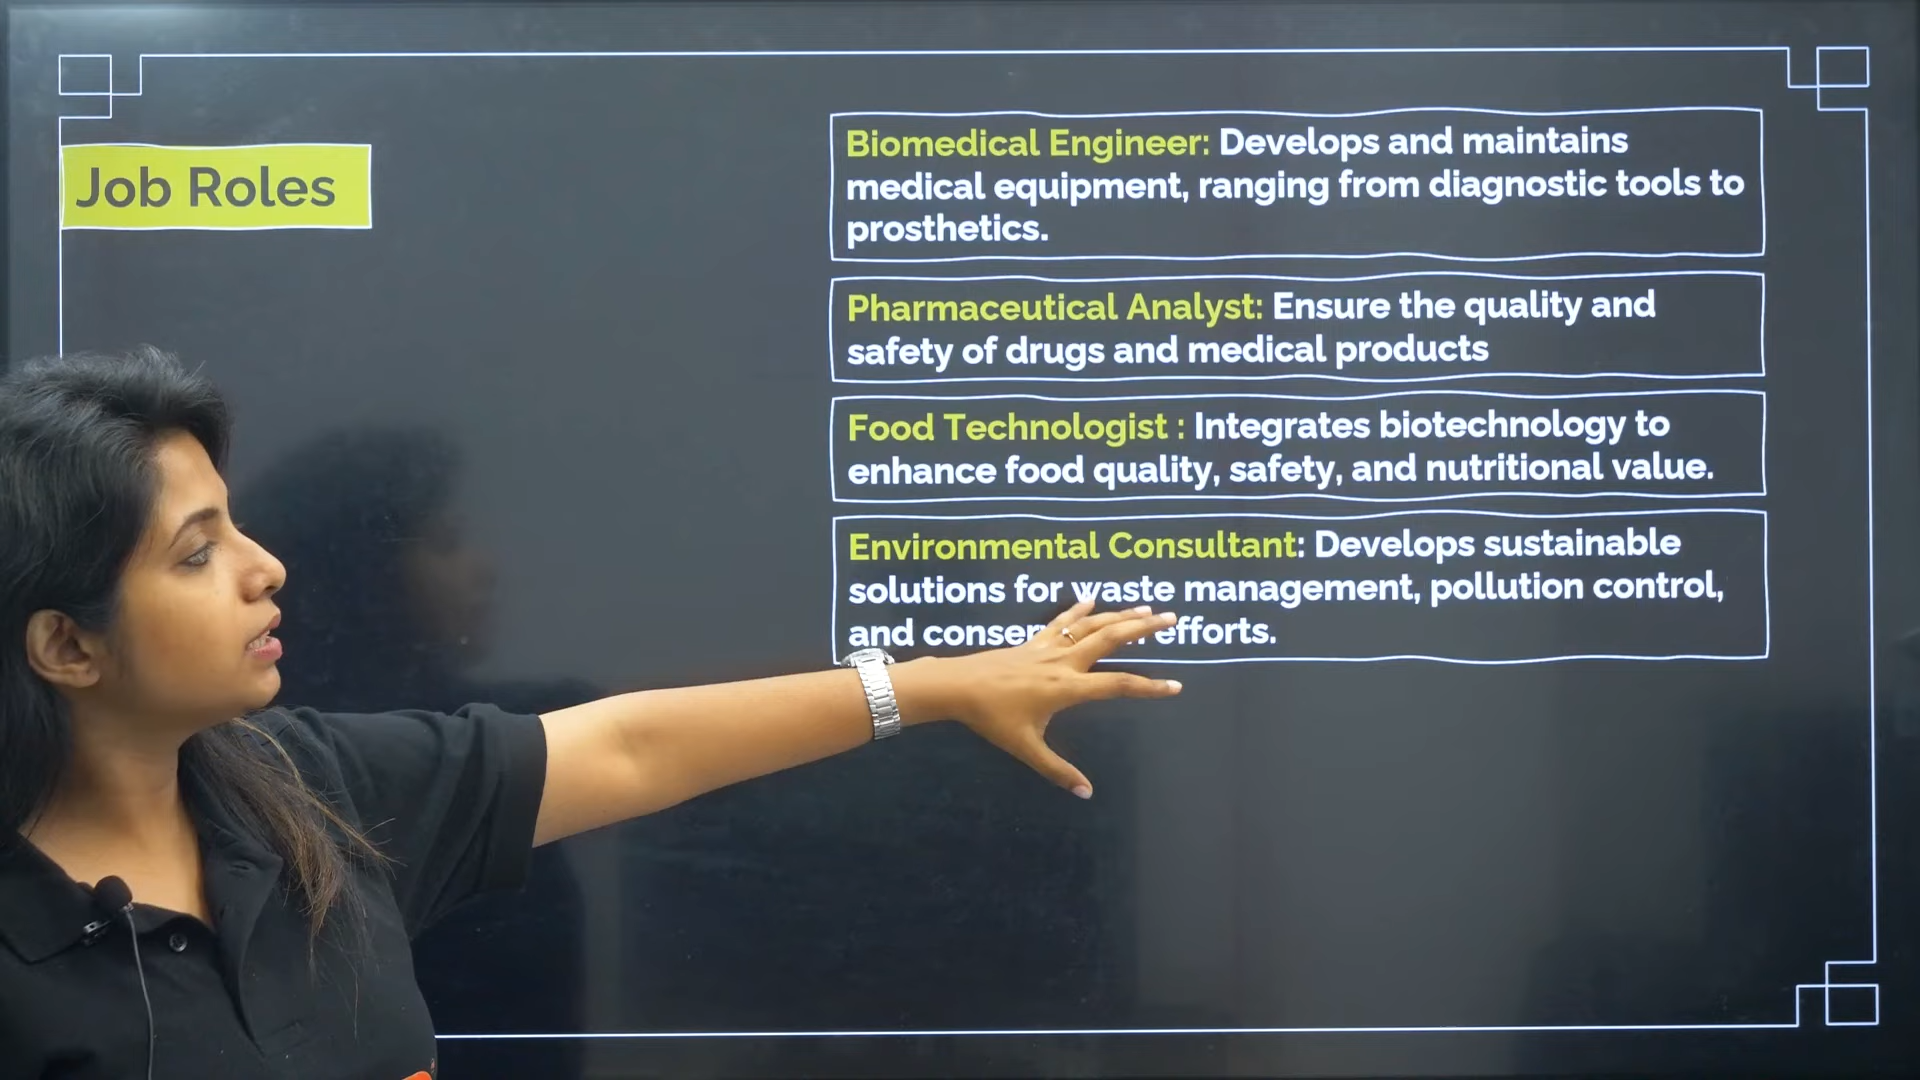 Job Roles
Biomedical Engineer: Develops and maintains
medical equipment, ranging from diagnostic tools to
prosthetics.
Pharmaceutical Analyst: Ensure the quality and
safety of drugs and medical products
Food Technologist : Integrates biotechnology to
enhance food quality, safety, and nutritional value.
Environmental Consultant: Develops sustainable
solutions for waste management, pollution control,
and efforts.